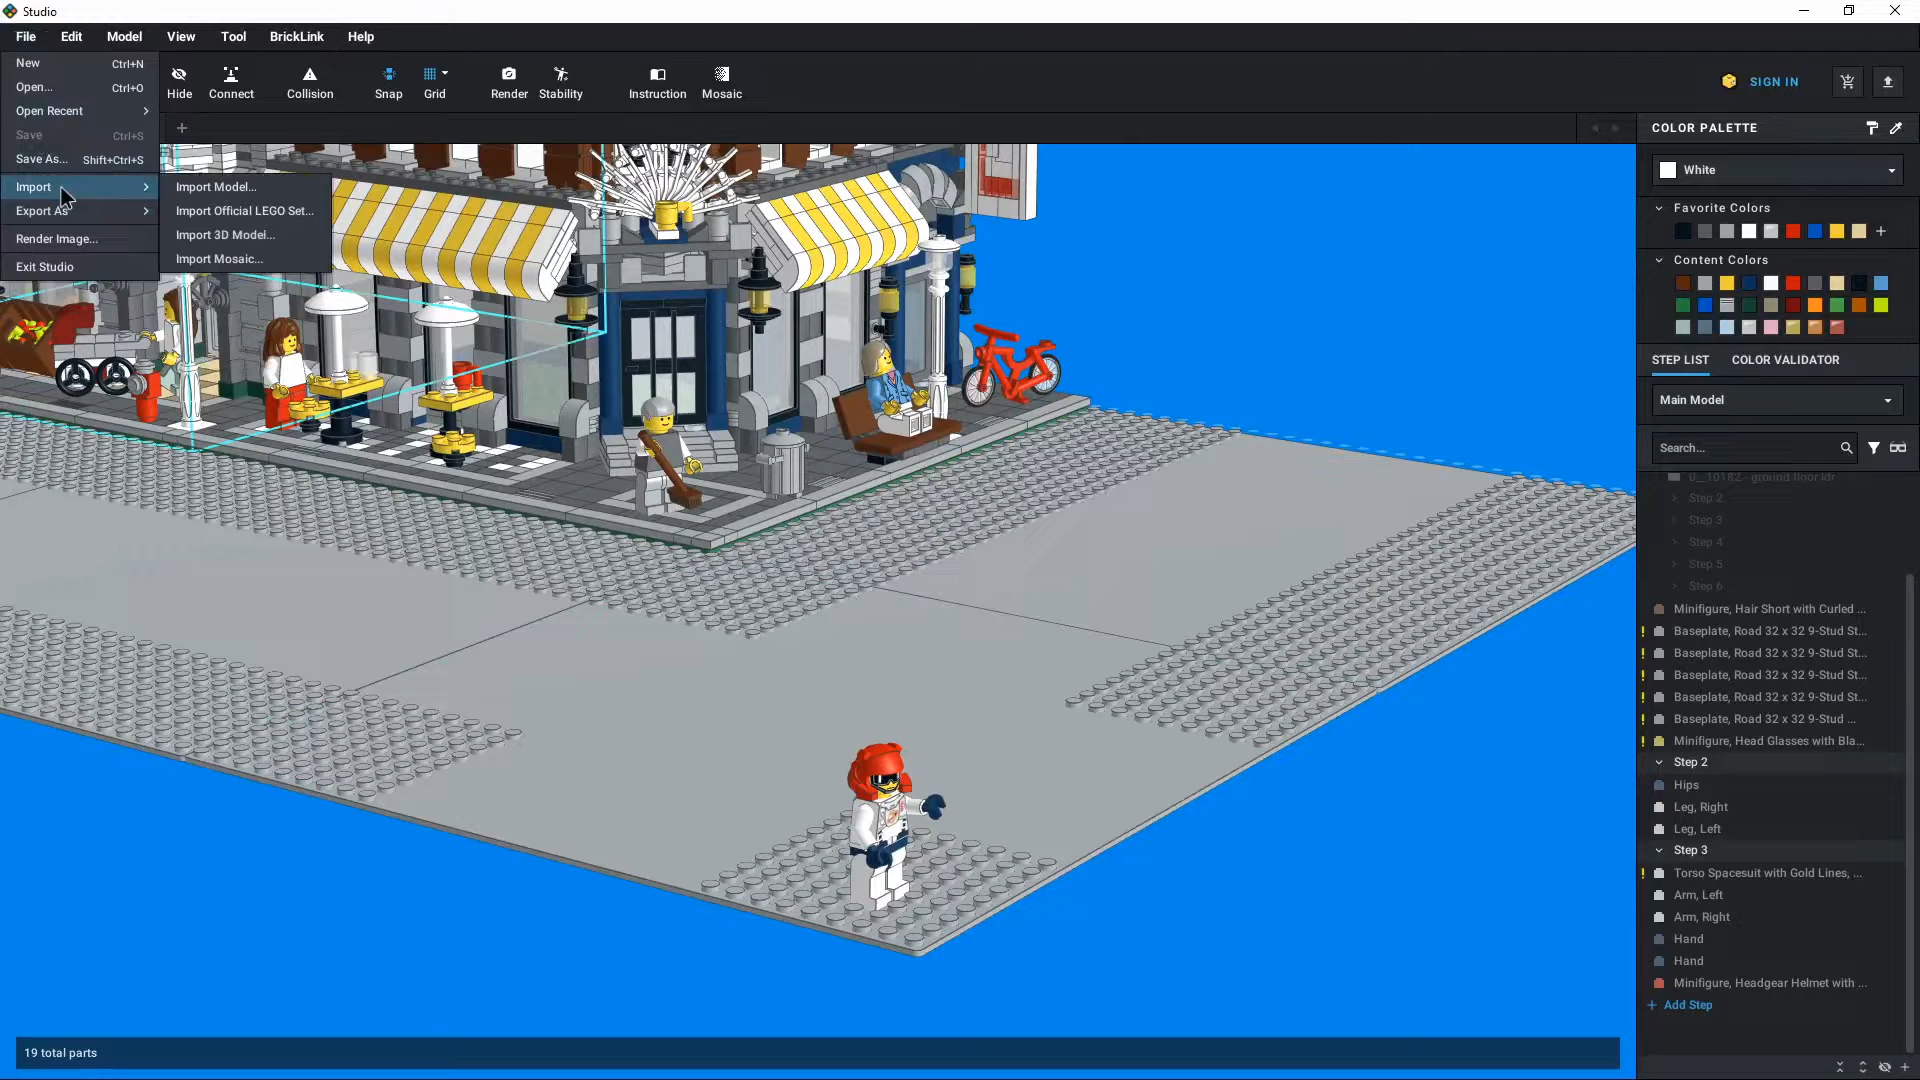 Studio
File Edit Model View Tool BrickLink Help
New Ctrl+N
Open... Ctrl+O
Open Recent
Save Ctrl+S
Save As... Shift+Ctrl+S
Import
Export As
Render Image...
Exit Studio
Import Model...
Import Official LEGO Set...
Import 3D Model...
Import Mosaic...
Hide Connect Collision Snap Grid Render Stability Instruction Mosaic
SIGN IN
COLOR PALETTE
White
Favorite Colors
Content Colors
STEP LIST COLOR VALIDATOR
Main Model
Search...
0__10182 - ground floor.ldr
Step 2
Step 3
Step 4
Step 5
Step 6
Minifigure, Hair Short with Curled ...
Baseplate, Road 32 x 32 9-Stud St...
Baseplate, Road 32 x 32 9-Stud St...
Baseplate, Road 32 x 32 9-Stud St...
Baseplate, Road 32 x 32 9-Stud St...
Baseplate, Road 32 x 32 9-Stud ...
Minifigure, Head Glasses with Bla...
Step 2
Hips
Leg, Right
Leg, Left
Step 3
Torso Spacesuit with Gold Lines, ...
Arm, Left
Arm, Right
Hand
Hand
Minifigure, Headgear Helmet with ...
+ Add Step
19 total parts